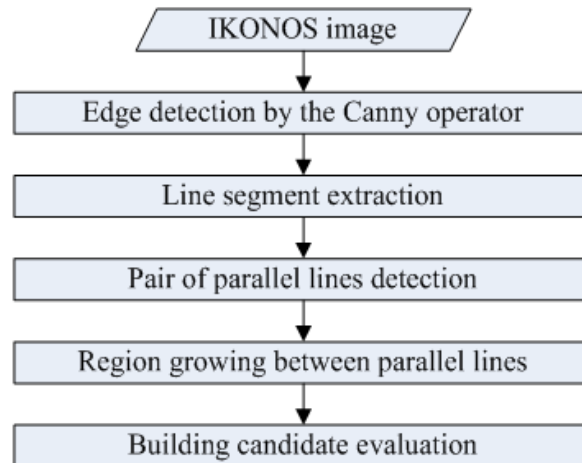 IKONOS image
Edge detection by the Canny operator
Line segment extraction
Pair of parallel lines detection
Region growing between parallel lines
Building candidate evaluation